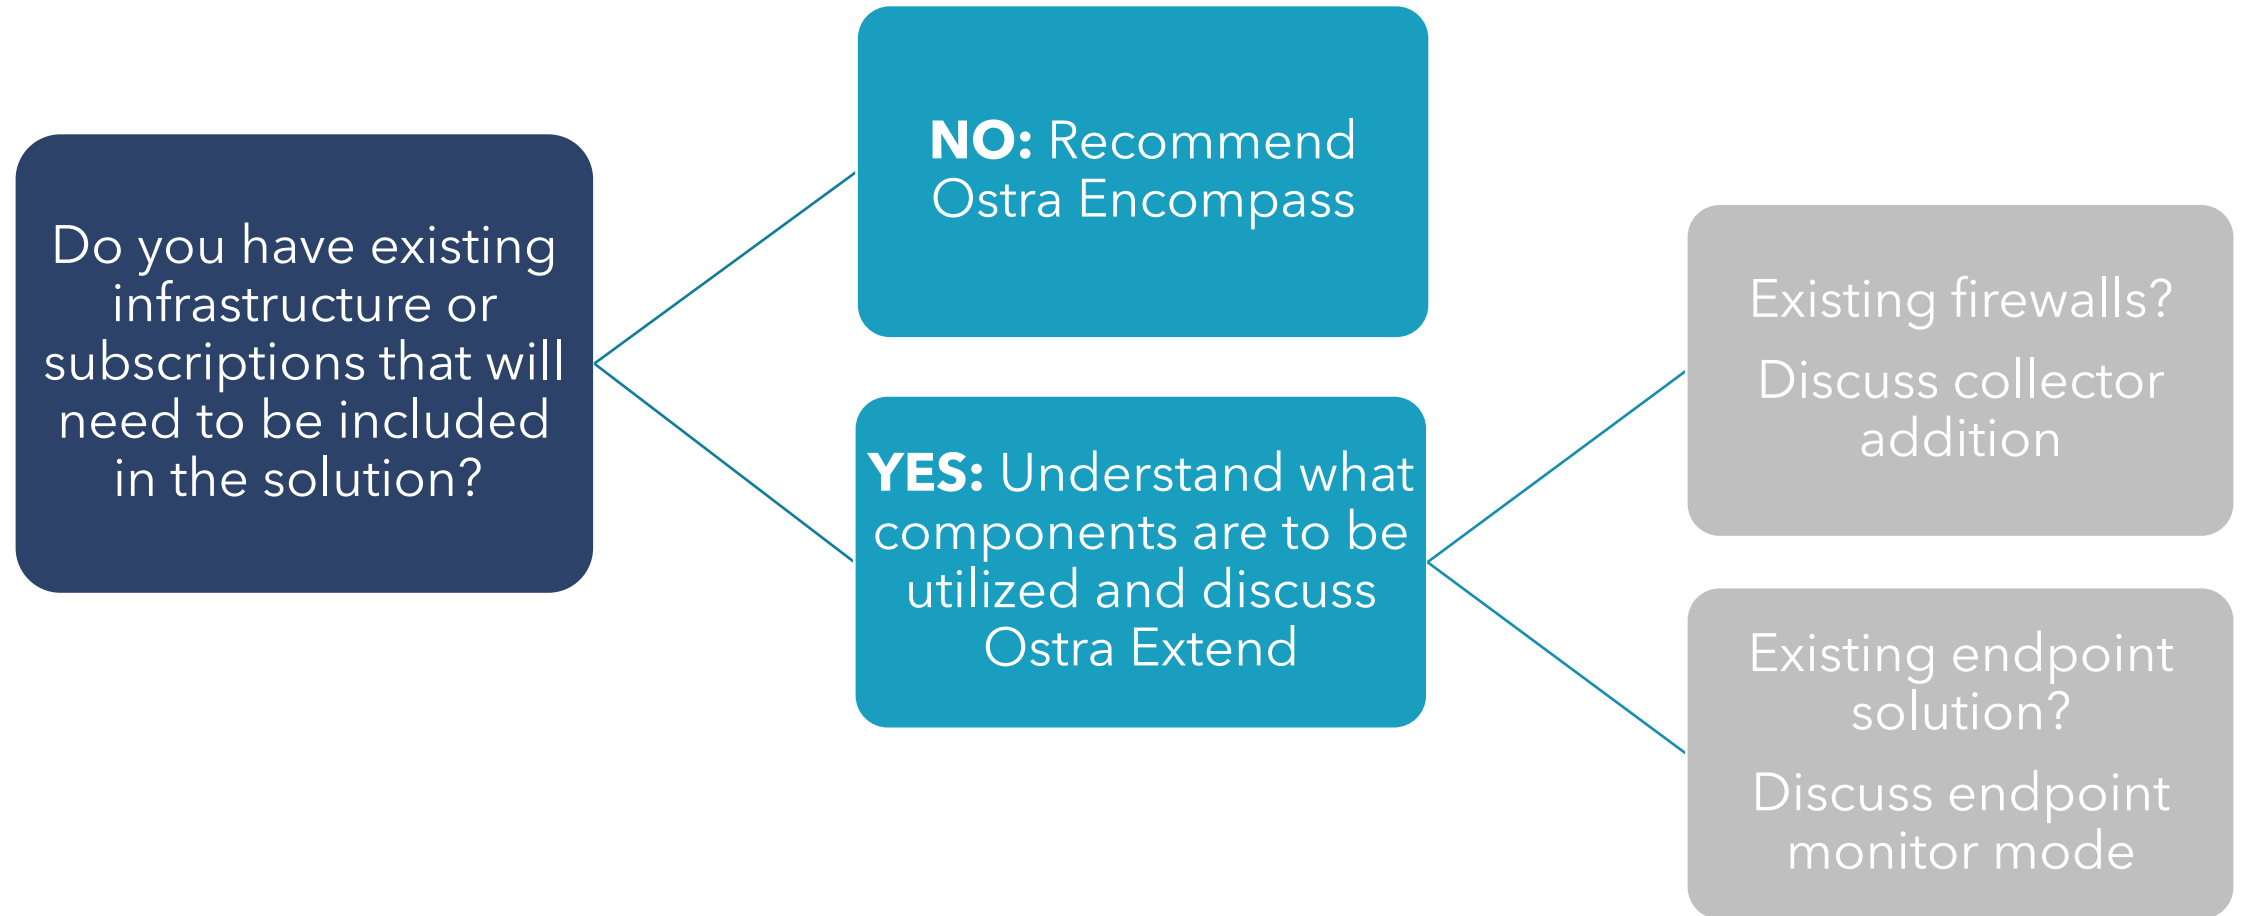 Do you have existing
infrastructure or
subscriptions that will
need to be included
in the solution?
NO: Recommend
Ostra Encompass
YES: Understand what
components are to be
utilized and discuss
Ostra Extend
Existing firewalls?
Discuss collector
addition
Existing endpoint
solution?
Discuss endpoint
monitor mode